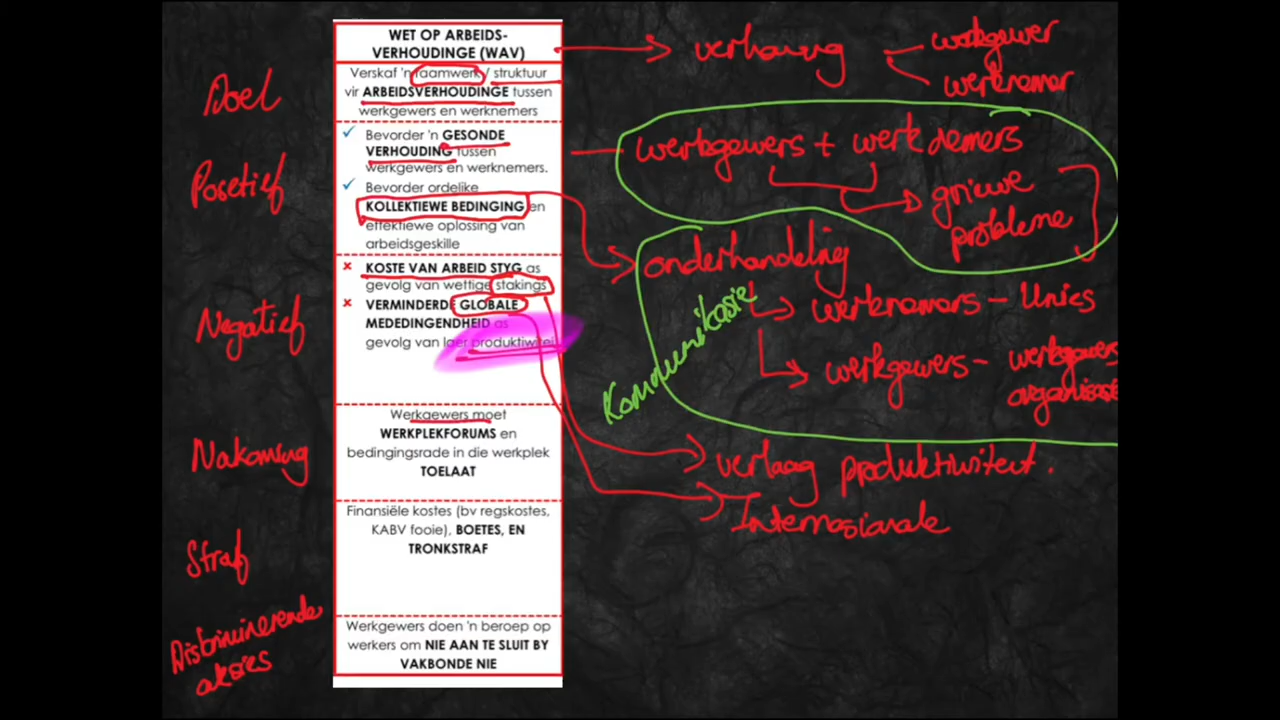 WET OP ARBEIDS-
VERHOUDINGE (WAV)
verhouing
werkgewer
werknamer
Doel
Verskaf 'n raamwerk / struktuur
vir ARBEIDSVERHOUDINGE tussen
werkgewers en werknemers
Posetief
Bevorder 'n GESONDE
VERHOUDING tussen
werkgewers en werknemers.
Bevorder ordelike
KOLLEKTIEWE BEDINGING en
effektiewe oplossing van
arbeidsgeskille
werkgewers + werknemers
griewe
probleme
onderhandeling
werknamers - Unies
werkgewers - werkgewers
organisasie
Kommunikasie
Negatief
KOSTE VAN ARBEID STYG as
gevolg van wettige stakings
VERMINDERDE GLOBALE
MEDEDINGENDHEID as
gevolg van laer produktiwiteit
verlaag produktiwiteit.
Internasionale
Nakoming
Werkgewers moet
WERKPLEKFORUMS en
bedingingsrade in die werkplek
TOELAAT
Straf
Finansiële kostes (bv regskostes,
KABV fooie), BOETES, EN
TRONKSTRAF
Diskriminerende
aksies
Werkgewers doen 'n beroep op
werkers om NIE AAN TE SLUIT BY
VAKBONDE NIE